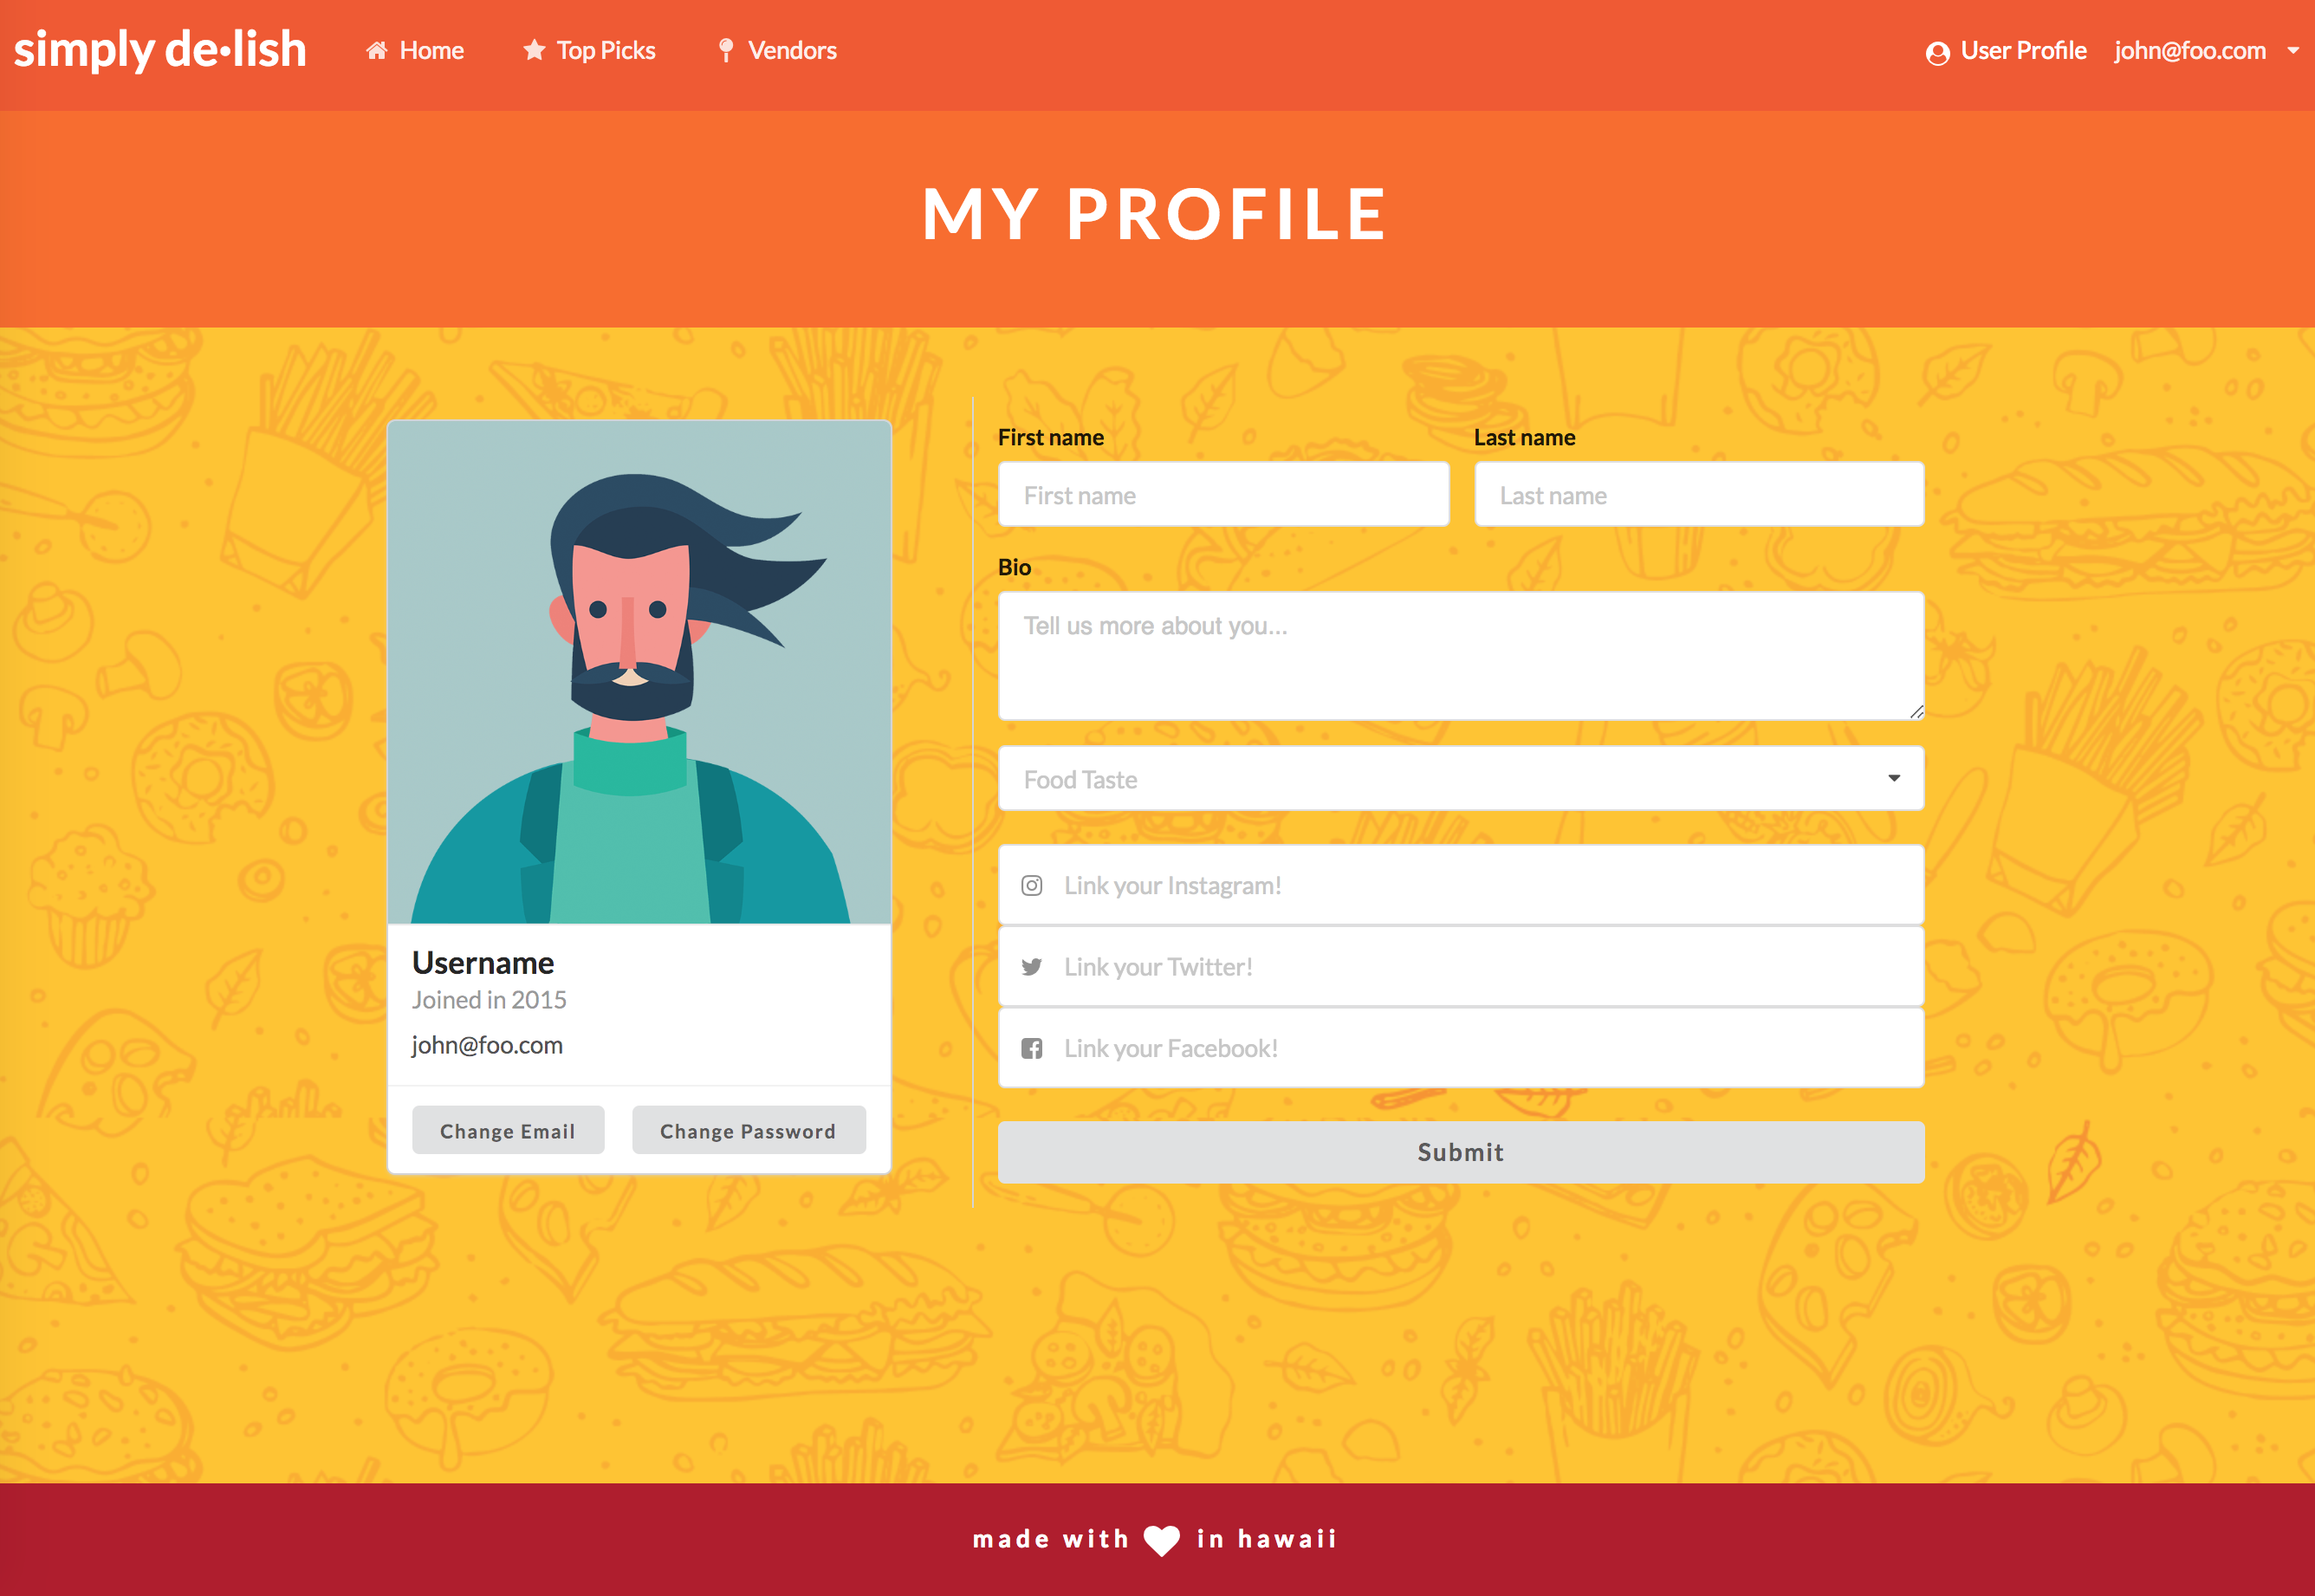 simply de•lish Home Top Picks Vendors User Profile john@foo.com
MY PROFILE
First name Last name
First name Last name
Bio
Tell us more about you...
Food Taste
Link your Instagram!
Link your Twitter!
Link your Facebook!
Submit
Username
Joined in 2015
john@foo.com
Change Email Change Password
made with in hawaii